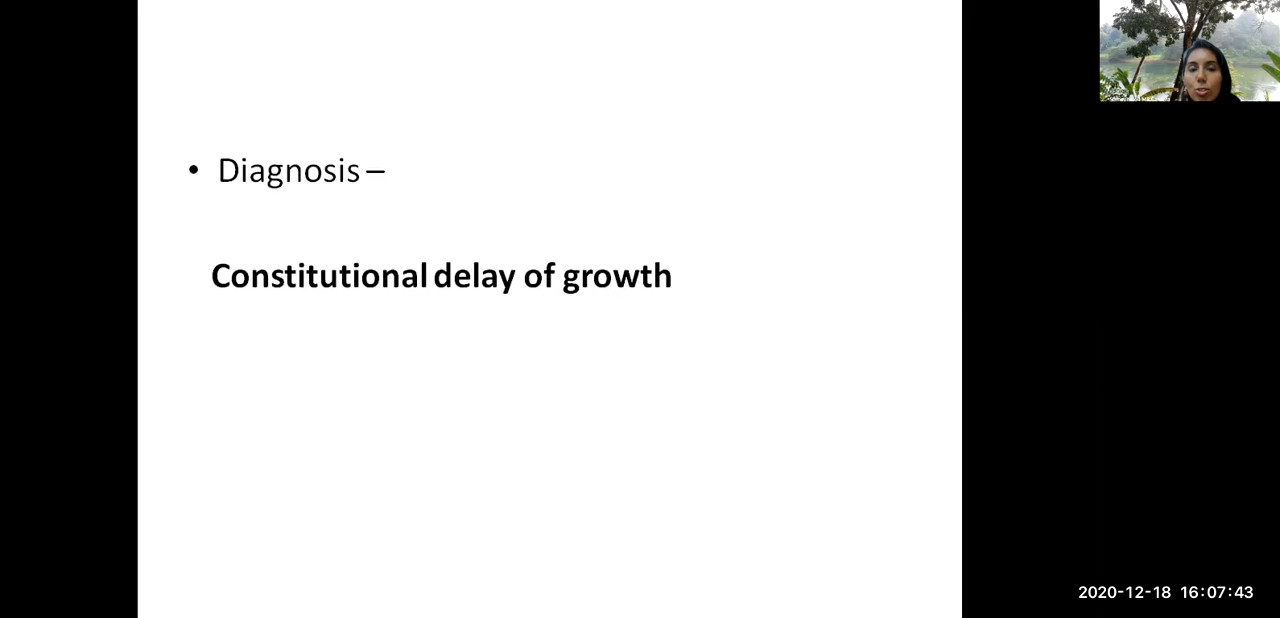 • Diagnosis –
Constitutional delay of growth
2020-12-18 16:07:43